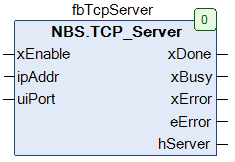 fbTcpServer
0
NBS.TCP_Server
xEnable xDone
ipAddr xBusy
uiPort xError
eError
hServer